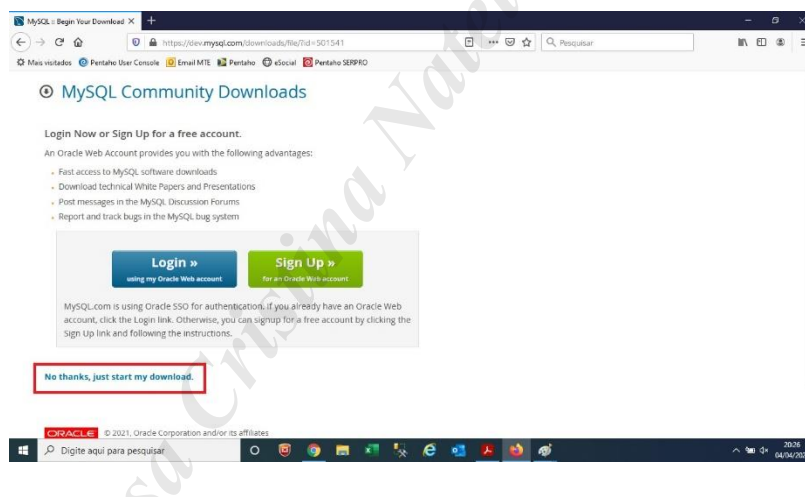 MySQL :: Begin Your Download
https://dev.mysql.com/downloads/file/?id=501541
Pesquisar
Mais visitados Pentaho User Console Email MTE Pentaho eSocial Pentaho SERPRO
MySQL Community Downloads
Login Now or Sign Up for a free account.
An Oracle Web Account provides you with the following advantages:
Fast access to MySQL software downloads
Download technical White Papers and Presentations
Post messages in the MySQL Discussion Forums
Report and track bugs in the MySQL bug system
Login »
using my Oracle Web account
Sign Up »
for an Oracle Web account
MySQL.com is using Oracle SSO for authentication. If you already have an Oracle Web
account, click the Login link. Otherwise, you can signup for a free account by clicking the
Sign Up link and following the instructions.
No thanks, just start my download.
ORACLE © 2021, Oracle Corporation and/or its affiliates
Digite aqui para pesquisar
20:26
Crisina